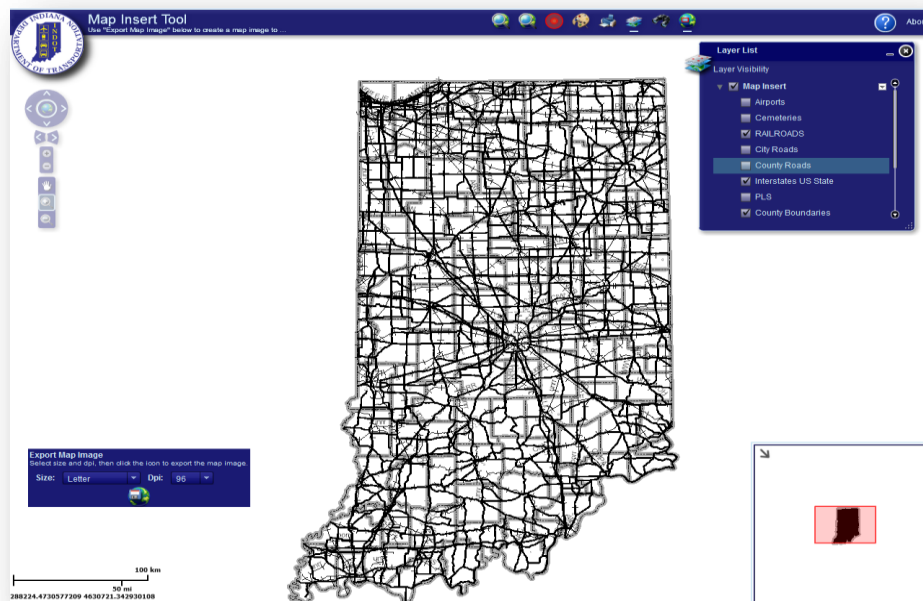 Map Insert Tool
Use "Export Map Image" below to create a map image to ...
INDIANA
DEPARTMENT OF TRANSPORTATION
INDOT
?
Abou
Layer List
Layer Visibility
Map Insert
Airports
Cemeteries
RAILROADS
City Roads
County Roads
Interstates US State
PLS
County Boundaries
Export Map Image
Select size and dpi, then click the icon to export the map image.
Size: Letter Dpi: 96
100 km
50 mi
288224.4730577209 4630721.342930108